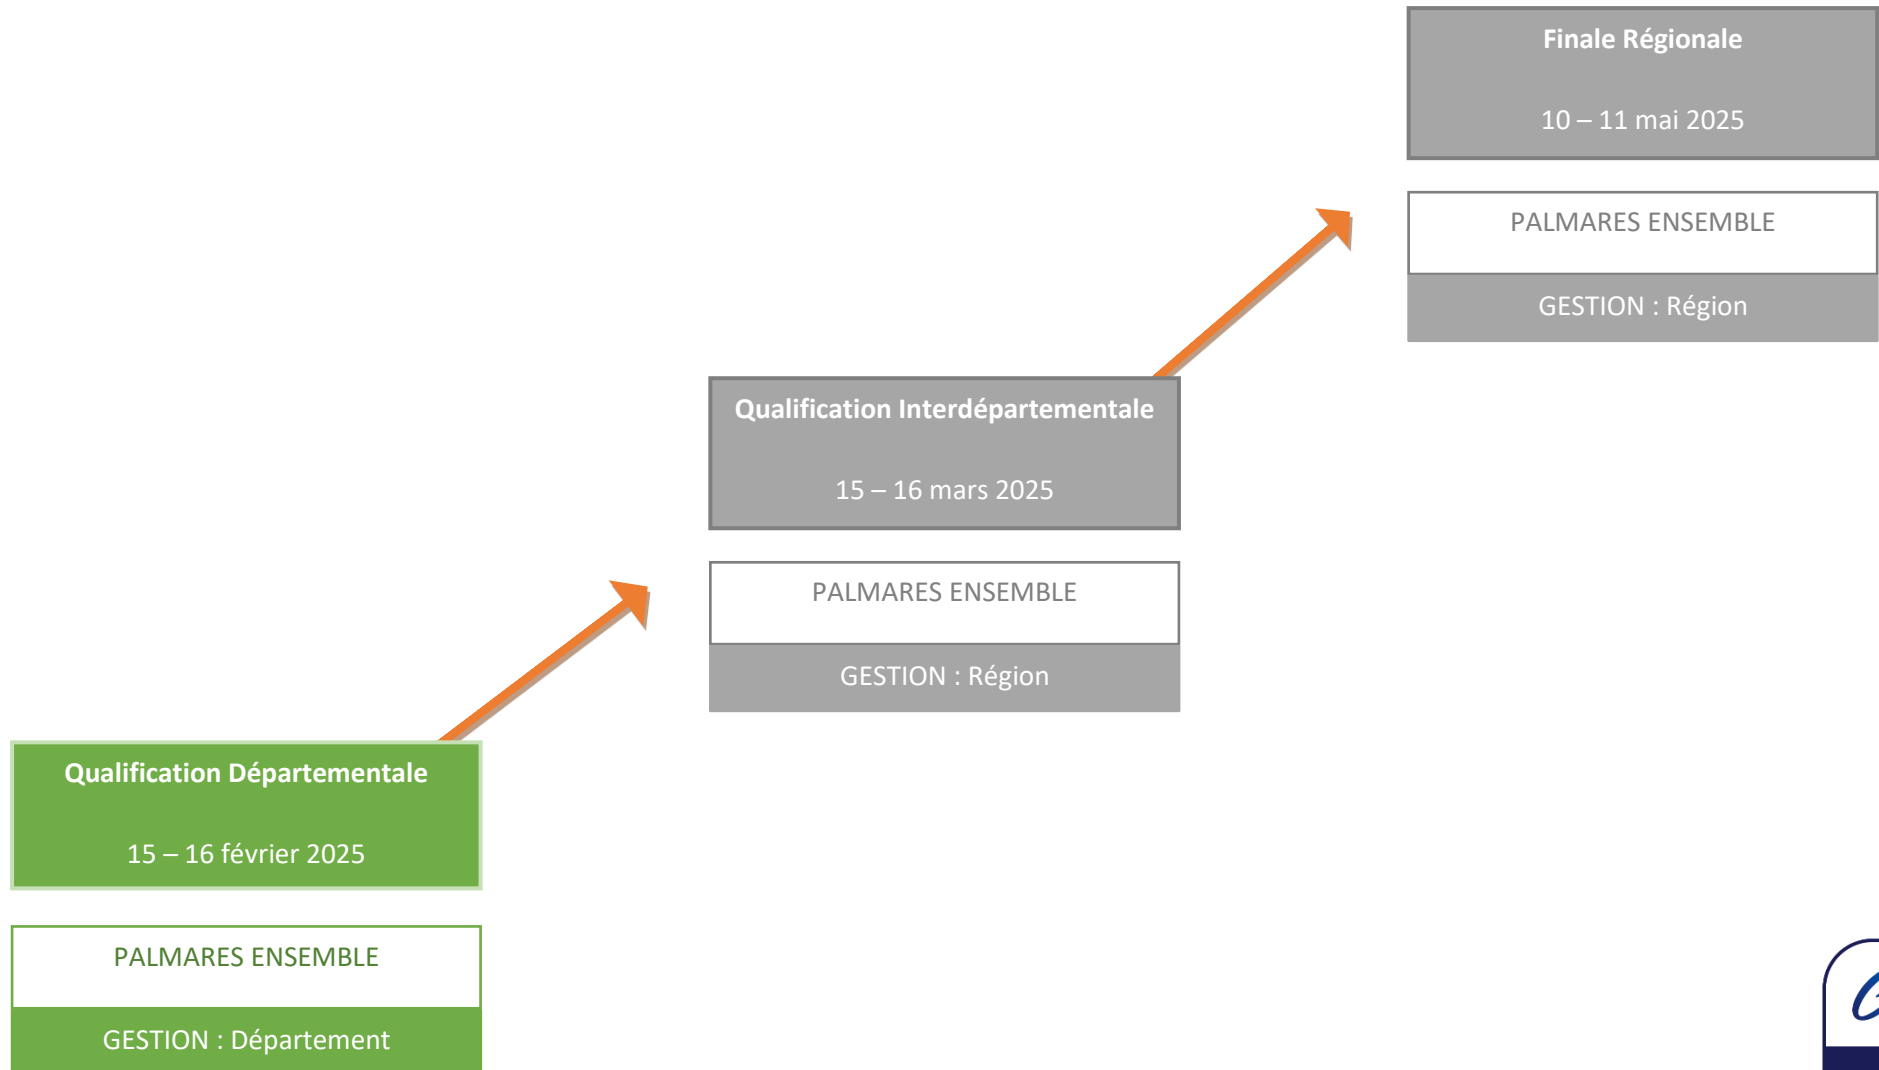 Finale Régionale
10 – 11 mai 2025
PALMARES ENSEMBLE
GESTION : Région
Qualification Interdépartementale
15 – 16 mars 2025
PALMARES ENSEMBLE
GESTION : Région
Qualification Départementale
15 – 16 février 2025
PALMARES ENSEMBLE
GESTION : Département